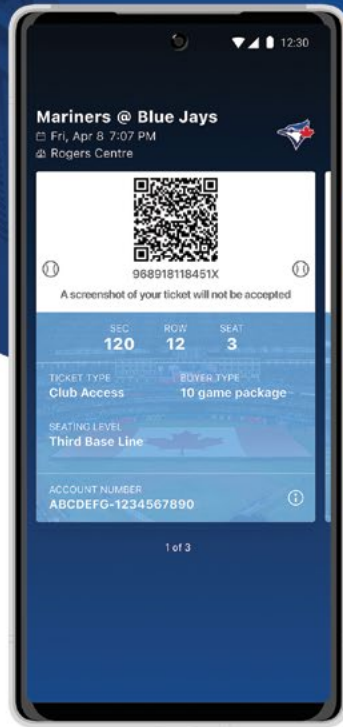 12:30
Mariners @ Blue Jays
Fri, Apr 8 7:07 PM
Rogers Centre
968918118451X
A screenshot of your ticket will not be accepted
SEC ROW SEAT
120 12 3
TICKET TYPE BUYER TYPE
Club Access 10 game package
SEATING LEVEL
Third Base Line
ACCOUNT NUMBER
ABCDEFG-1234567890
1 of 3